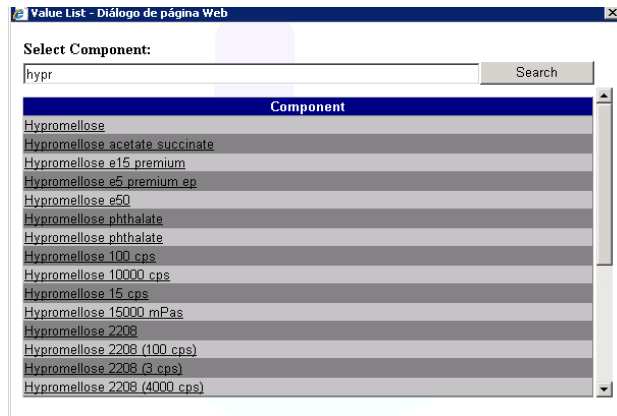 Value List - Diálogo de página Web
Select Component:
hypr
Search
Component
Hypromellose
Hypromellose acetate succinate
Hypromellose e15 premium
Hypromellose e5 premium ep
Hypromellose e50
Hypromellose phthalate
Hypromellose phthalate
Hypromellose 100 cps
Hypromellose 10000 cps
Hypromellose 15 cps
Hypromellose 15000 mPas
Hypromellose 2208
Hypromellose 2208 (100 cps)
Hypromellose 2208 (3 cps)
Hypromellose 2208 (4000 cps)